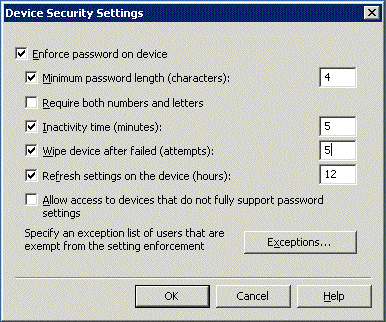 Device Security Settings
Enforce password on device
Minimum password length (characters): 4
Require both numbers and letters
Inactivity time (minutes): 5
Wipe device after failed (attempts): 5
Refresh settings on the device (hours): 12
Allow access to devices that do not fully support password
settings
Specify an exception list of users that are
exempt from the setting enforcement
Exceptions...
OK Cancel Help